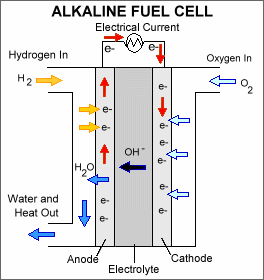 ALKALINE FUEL CELL
Electrical Current
e-
e-
Hydrogen In
Oxygen In
H2
O2
e-
e-
e-
e-
e-
e-
OH-
H2O
e-
e-
e-
e-
e-
e-
Water and
Heat Out
Anode
Cathode
Electrolyte